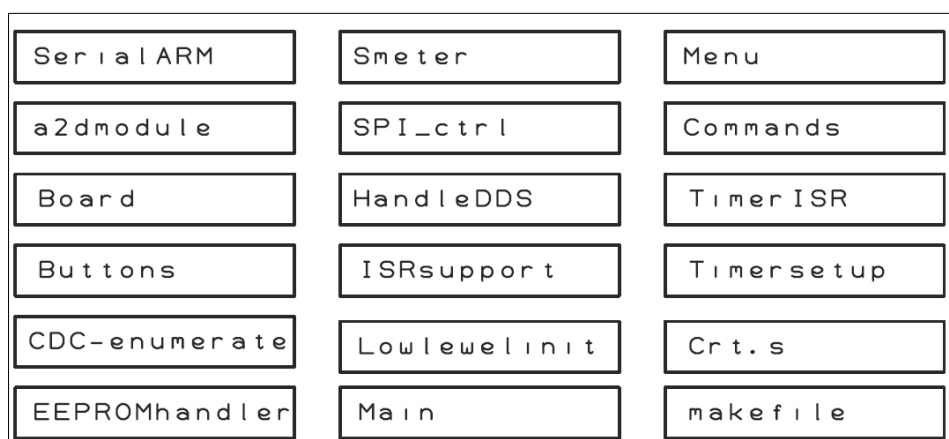 SerialARM Smeter Menu
a2dmodule SPI_ctrl Commands
Board HandleDDS TimerISR
Buttons ISRsupport Timersetup
CDC-enumerate Lowlewelinit Crt.s
EEPROMhandler Main makefile